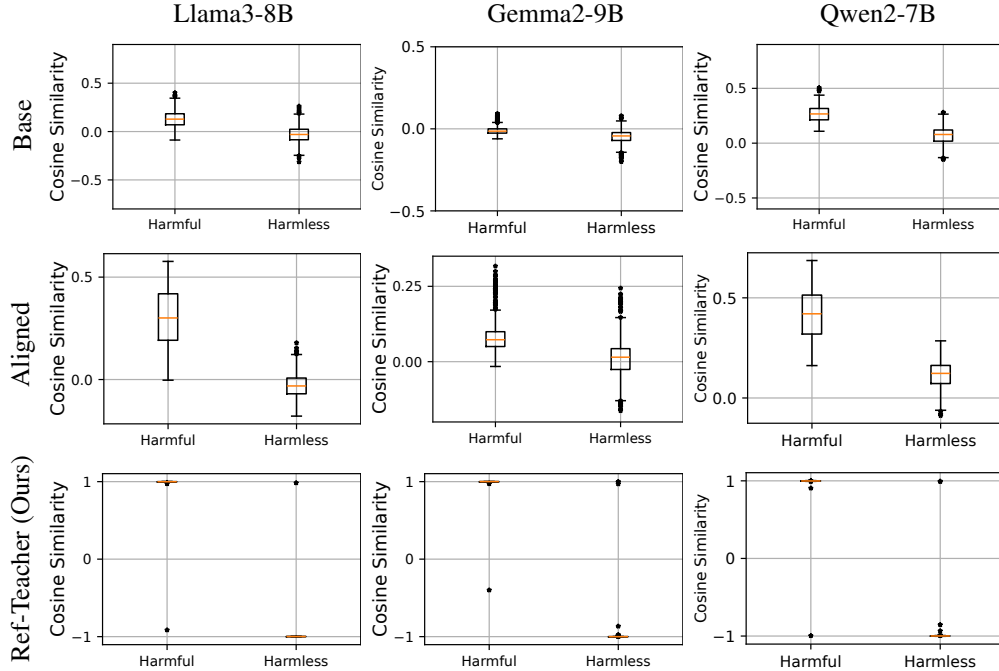 Llama3-8B Gemma2-9B Qwen2-7B
Base
Cosine Similarity
0.5
0.0
−0.5
Harmful Harmless
Cosine Similarity
0.5
0.0
−0.5
Harmful Harmless
Cosine Similarity
0.5
0.0
−0.5
Harmful Harmless
Aligned
Cosine Similarity
0.5
0.0
Harmful Harmless
Cosine Similarity
0.25
0.00
Harmful Harmless
Cosine Similarity
0.5
0.0
Harmful Harmless
Ref-Teacher (Ours)
Cosine Similarity
1
0
−1
Harmful Harmless
Cosine Similarity
1
0
−1
Harmful Harmless
Cosine Similarity
1
0
−1
Harmful Harmless